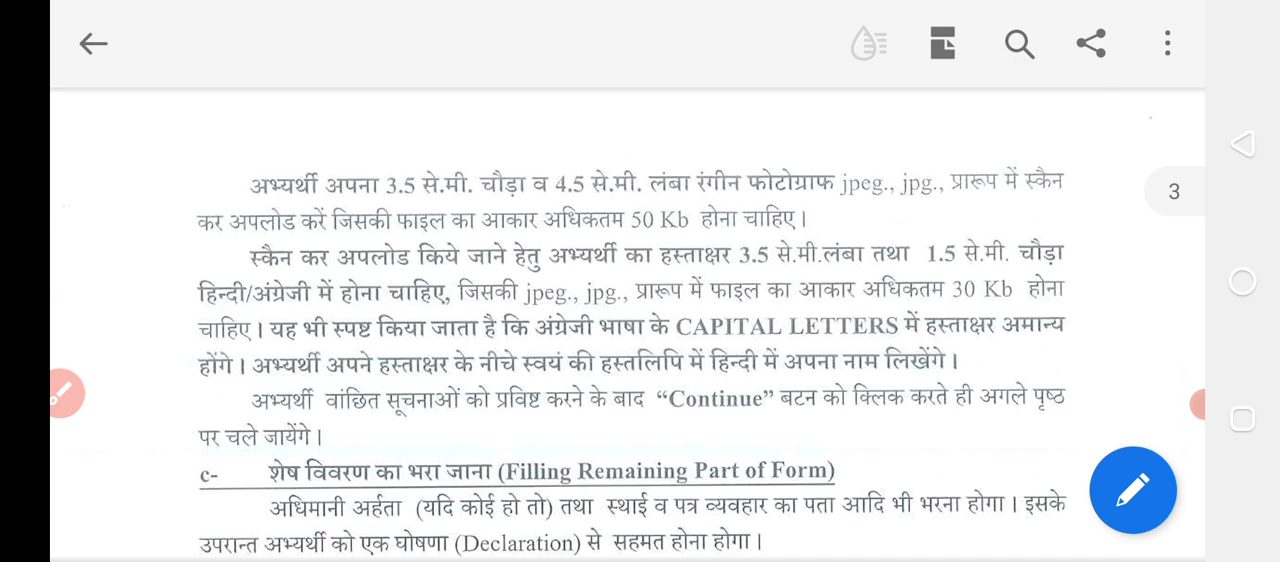 3
अभ्यर्थी अपना 3.5 से.मी. चौड़ा व 4.5 से.मी. लंबा रंगीन फोटोग्राफ jpeg., jpg., प्रारूप में स्कैन
कर अपलोड करें जिसकी फाइल का आकार अधिकतम 50 Kb होना चाहिए।
स्कैन कर अपलोड किये जाने हेतु अभ्यर्थी का हस्ताक्षर 3.5 से.मी.लंबा तथा 1.5 से.मी. चौड़ा
हिन्दी/अंग्रेजी में होना चाहिए, जिसकी jpeg., jpg., प्रारूप में फाइल का आकार अधिकतम 30 Kb होना
चाहिए। यह भी स्पष्ट किया जाता है कि अंग्रेजी भाषा के CAPITAL LETTERS में हस्ताक्षर अमान्य
होंगे। अभ्यर्थी अपने हस्ताक्षर के नीचे स्वयं की हस्तलिपि में हिन्दी में अपना नाम लिखेंगे।
अभ्यर्थी वांछित सूचनाओं को प्रविष्ट करने के बाद “Continue” बटन को क्लिक करते ही अगले पृष्ठ
पर चले जायेंगे।
c- शेष विवरण का भरा जाना (Filling Remaining Part of Form)
अधिमानी अर्हता (यदि कोई हो तो) तथा स्थाई व पत्र व्यवहार का पता आदि भी भरना होगा। इसके
उपरान्त अभ्यर्थी को एक घोषणा (Declaration) से सहमत होना होगा।